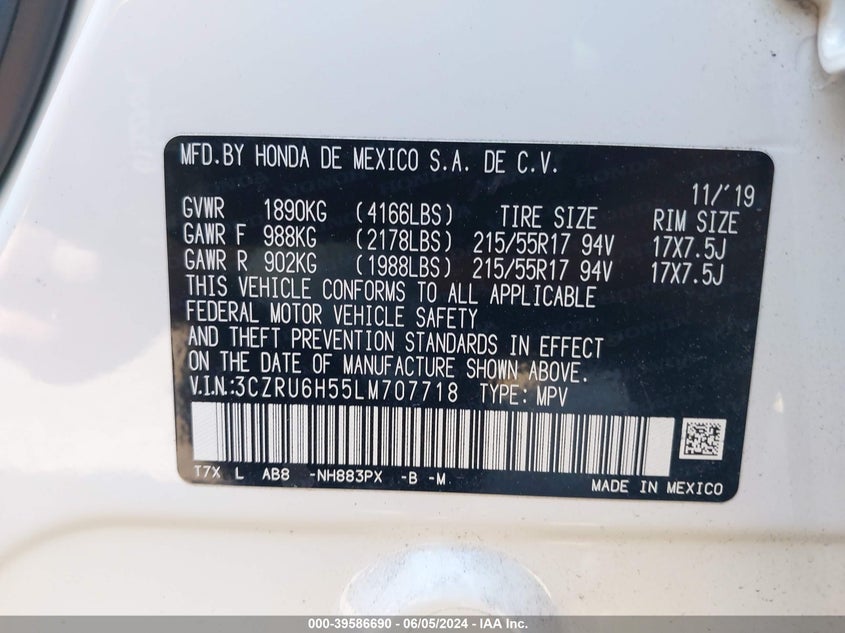 MFD.BY HONDA DE MEXICO S.A. DE C.V.
11/'19
GVWR 1890KG (4166LBS) TIRE SIZE RIM SIZE
GAWR F 988KG (2178LBS) 215/55R17 94V 17X7.5J
GAWR R 902KG (1988LBS) 215/55R17 94V 17X7.5J
THIS VEHICLE CONFORMS TO ALL APPLICABLE
FEDERAL MOTOR VEHICLE SAFETY
AND THEFT PREVENTION STANDARDS IN EFFECT
ON THE DATE OF MANUFACTURE SHOWN ABOVE.
V.I.N.:3CZRU6H55LM707718 TYPE: MPV
T7X L AB8 -NH883PX -B -M
MADE IN MEXICO
000-39586690 - 06/05/2024 - IAA Inc.